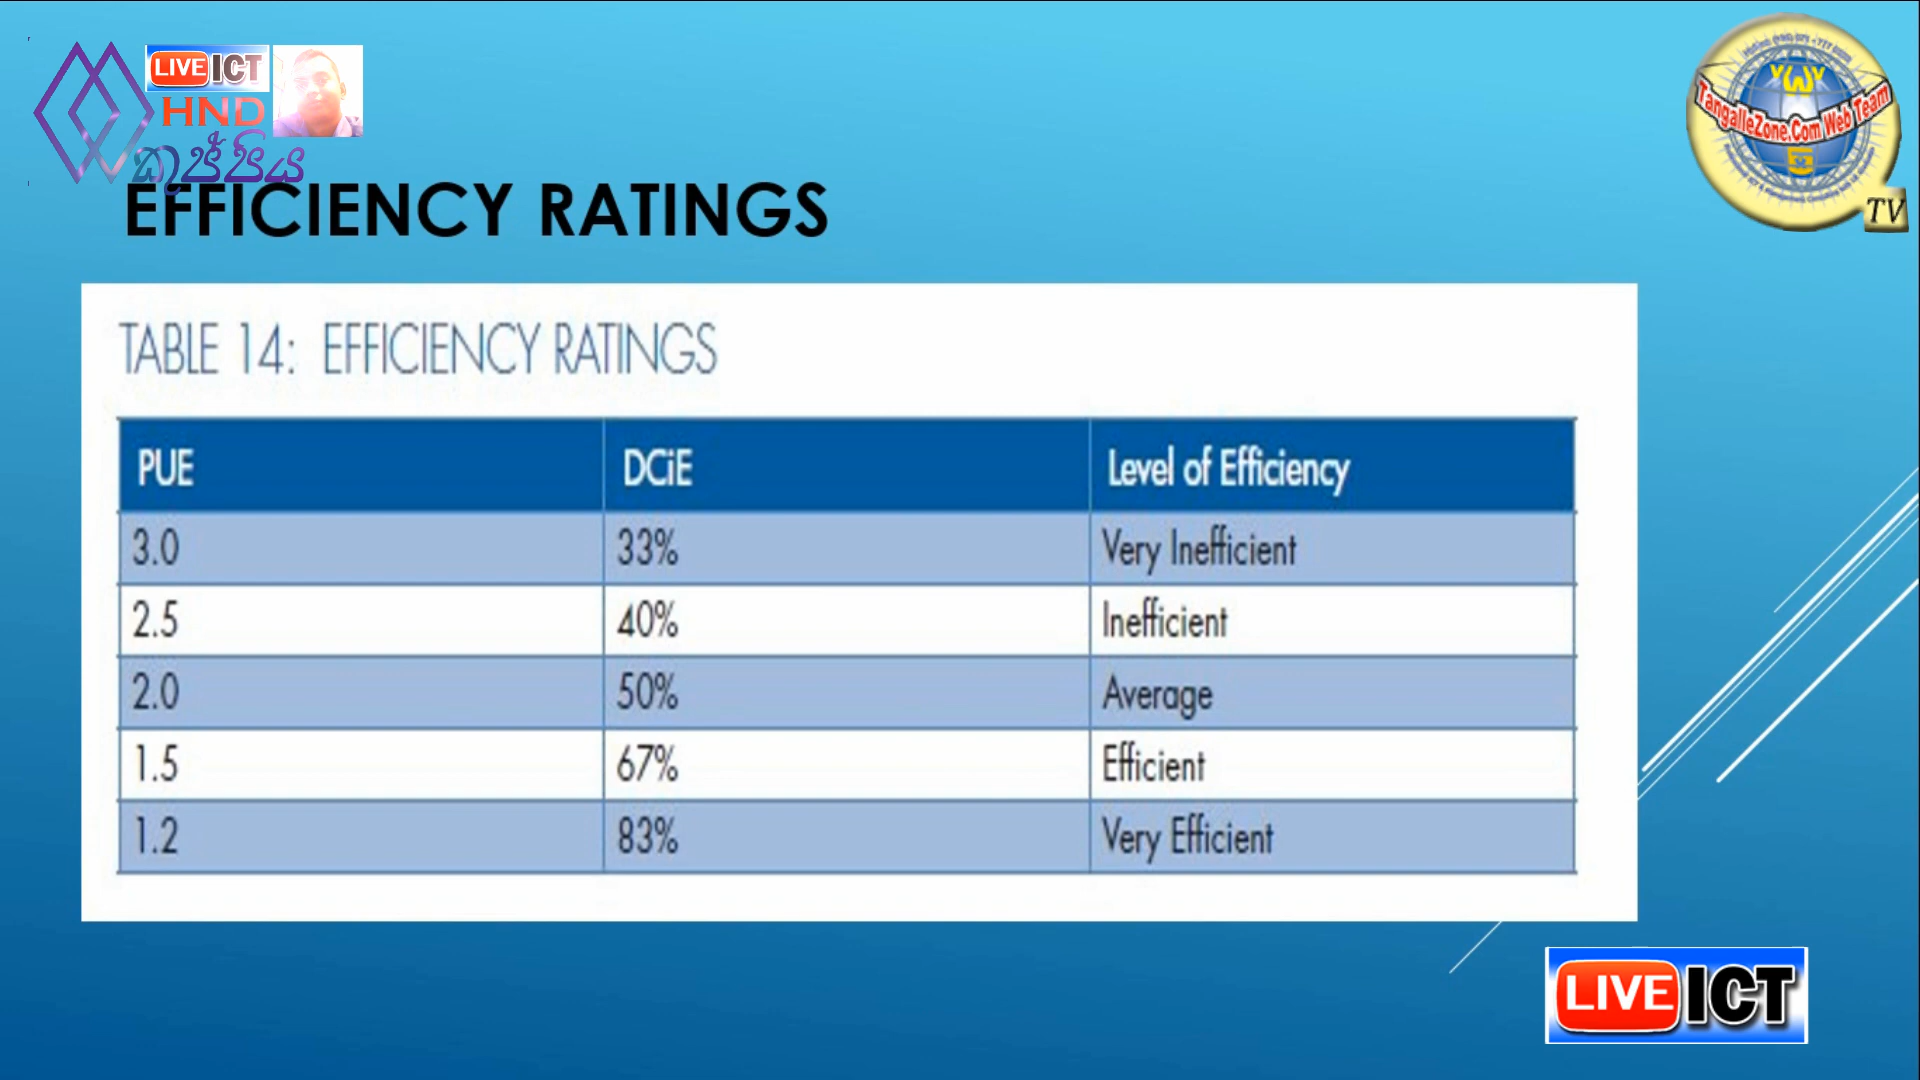 LIVE ICT
HND
කුප්පිය
EFFICIENCY RATINGS
TangalleZone.Com Web Team
TV
TABLE 14: EFFICIENCY RATINGS
PUE DCiE Level of Efficiency
3.0 33% Very Inefficient
2.5 40% Inefficient
2.0 50% Average
1.5 67% Efficient
1.2 83% Very Efficient
LIVE ICT